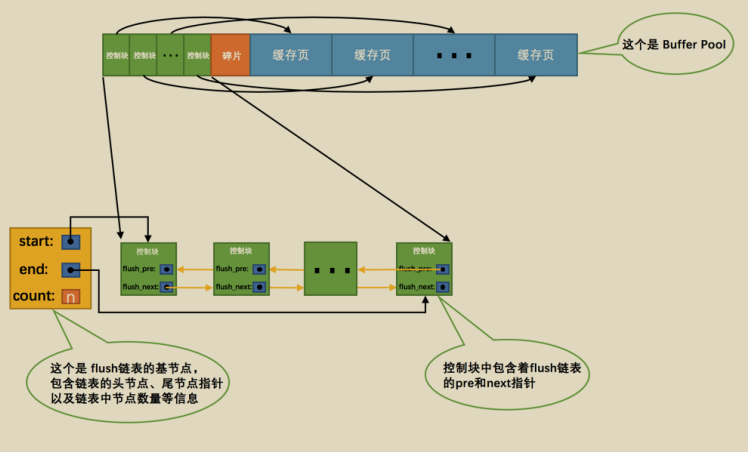 控制块 控制块 ··· 控制块 碎片 缓存页 缓存页 ··· 缓存页
这个是 Buffer Pool
start:
end:
count: n
控制块
flush_pre:
flush_next:
控制块
flush_pre:
flush_next:
···
控制块
flush_pre:
flush_next:
这个是 flush链表的基节点，
包含链表的头节点、尾节点指针
以及链表中节点数量等信息
控制块中包含着flush链表
的pre和next指针